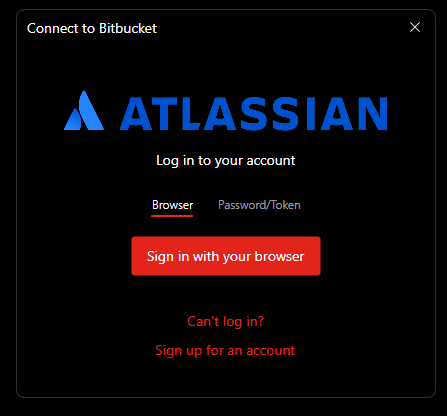 Connect to Bitbucket
ATLASSIAN
Log in to your account
Browser Password/Token
Sign in with your browser
Can't log in?
Sign up for an account